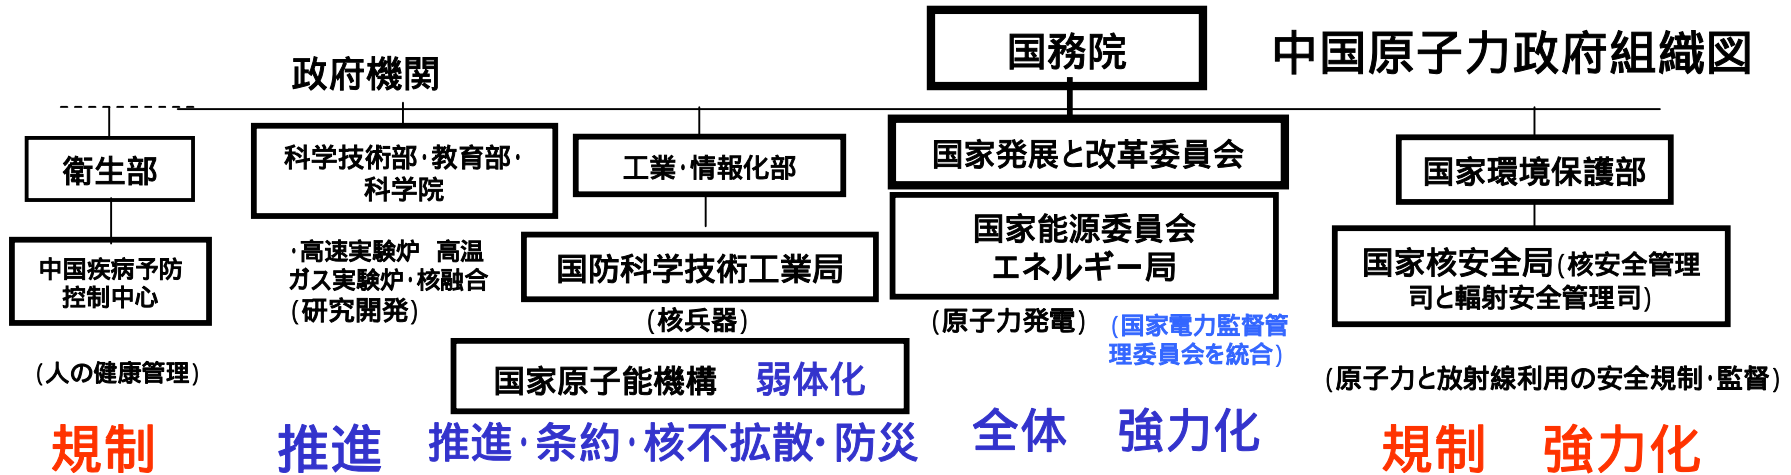 国務院
中国原子力政府組織図
政府機関
衛生部
科学技術部・教育部・
科学院
工業・情報化部
国家発展と改革委員会
国家環境保護部
中国疾病予防
控制中心
・高速実験炉　高温
ガス実験炉・核融合
(研究開発)
国防科学技術工業局
国家能源委員会
エネルギー局
国家核安全局(核安全管理
司と輻射安全管理司)
(核兵器)
(原子力発電)
(国家電力監督管
理委員会を統合)
(人の健康管理)
国家原子能機構　弱体化
(原子力と放射線利用の安全規制・監督)
規制
推進
推進・条約・核不拡散・防災
全体　強力化
規制　強力化